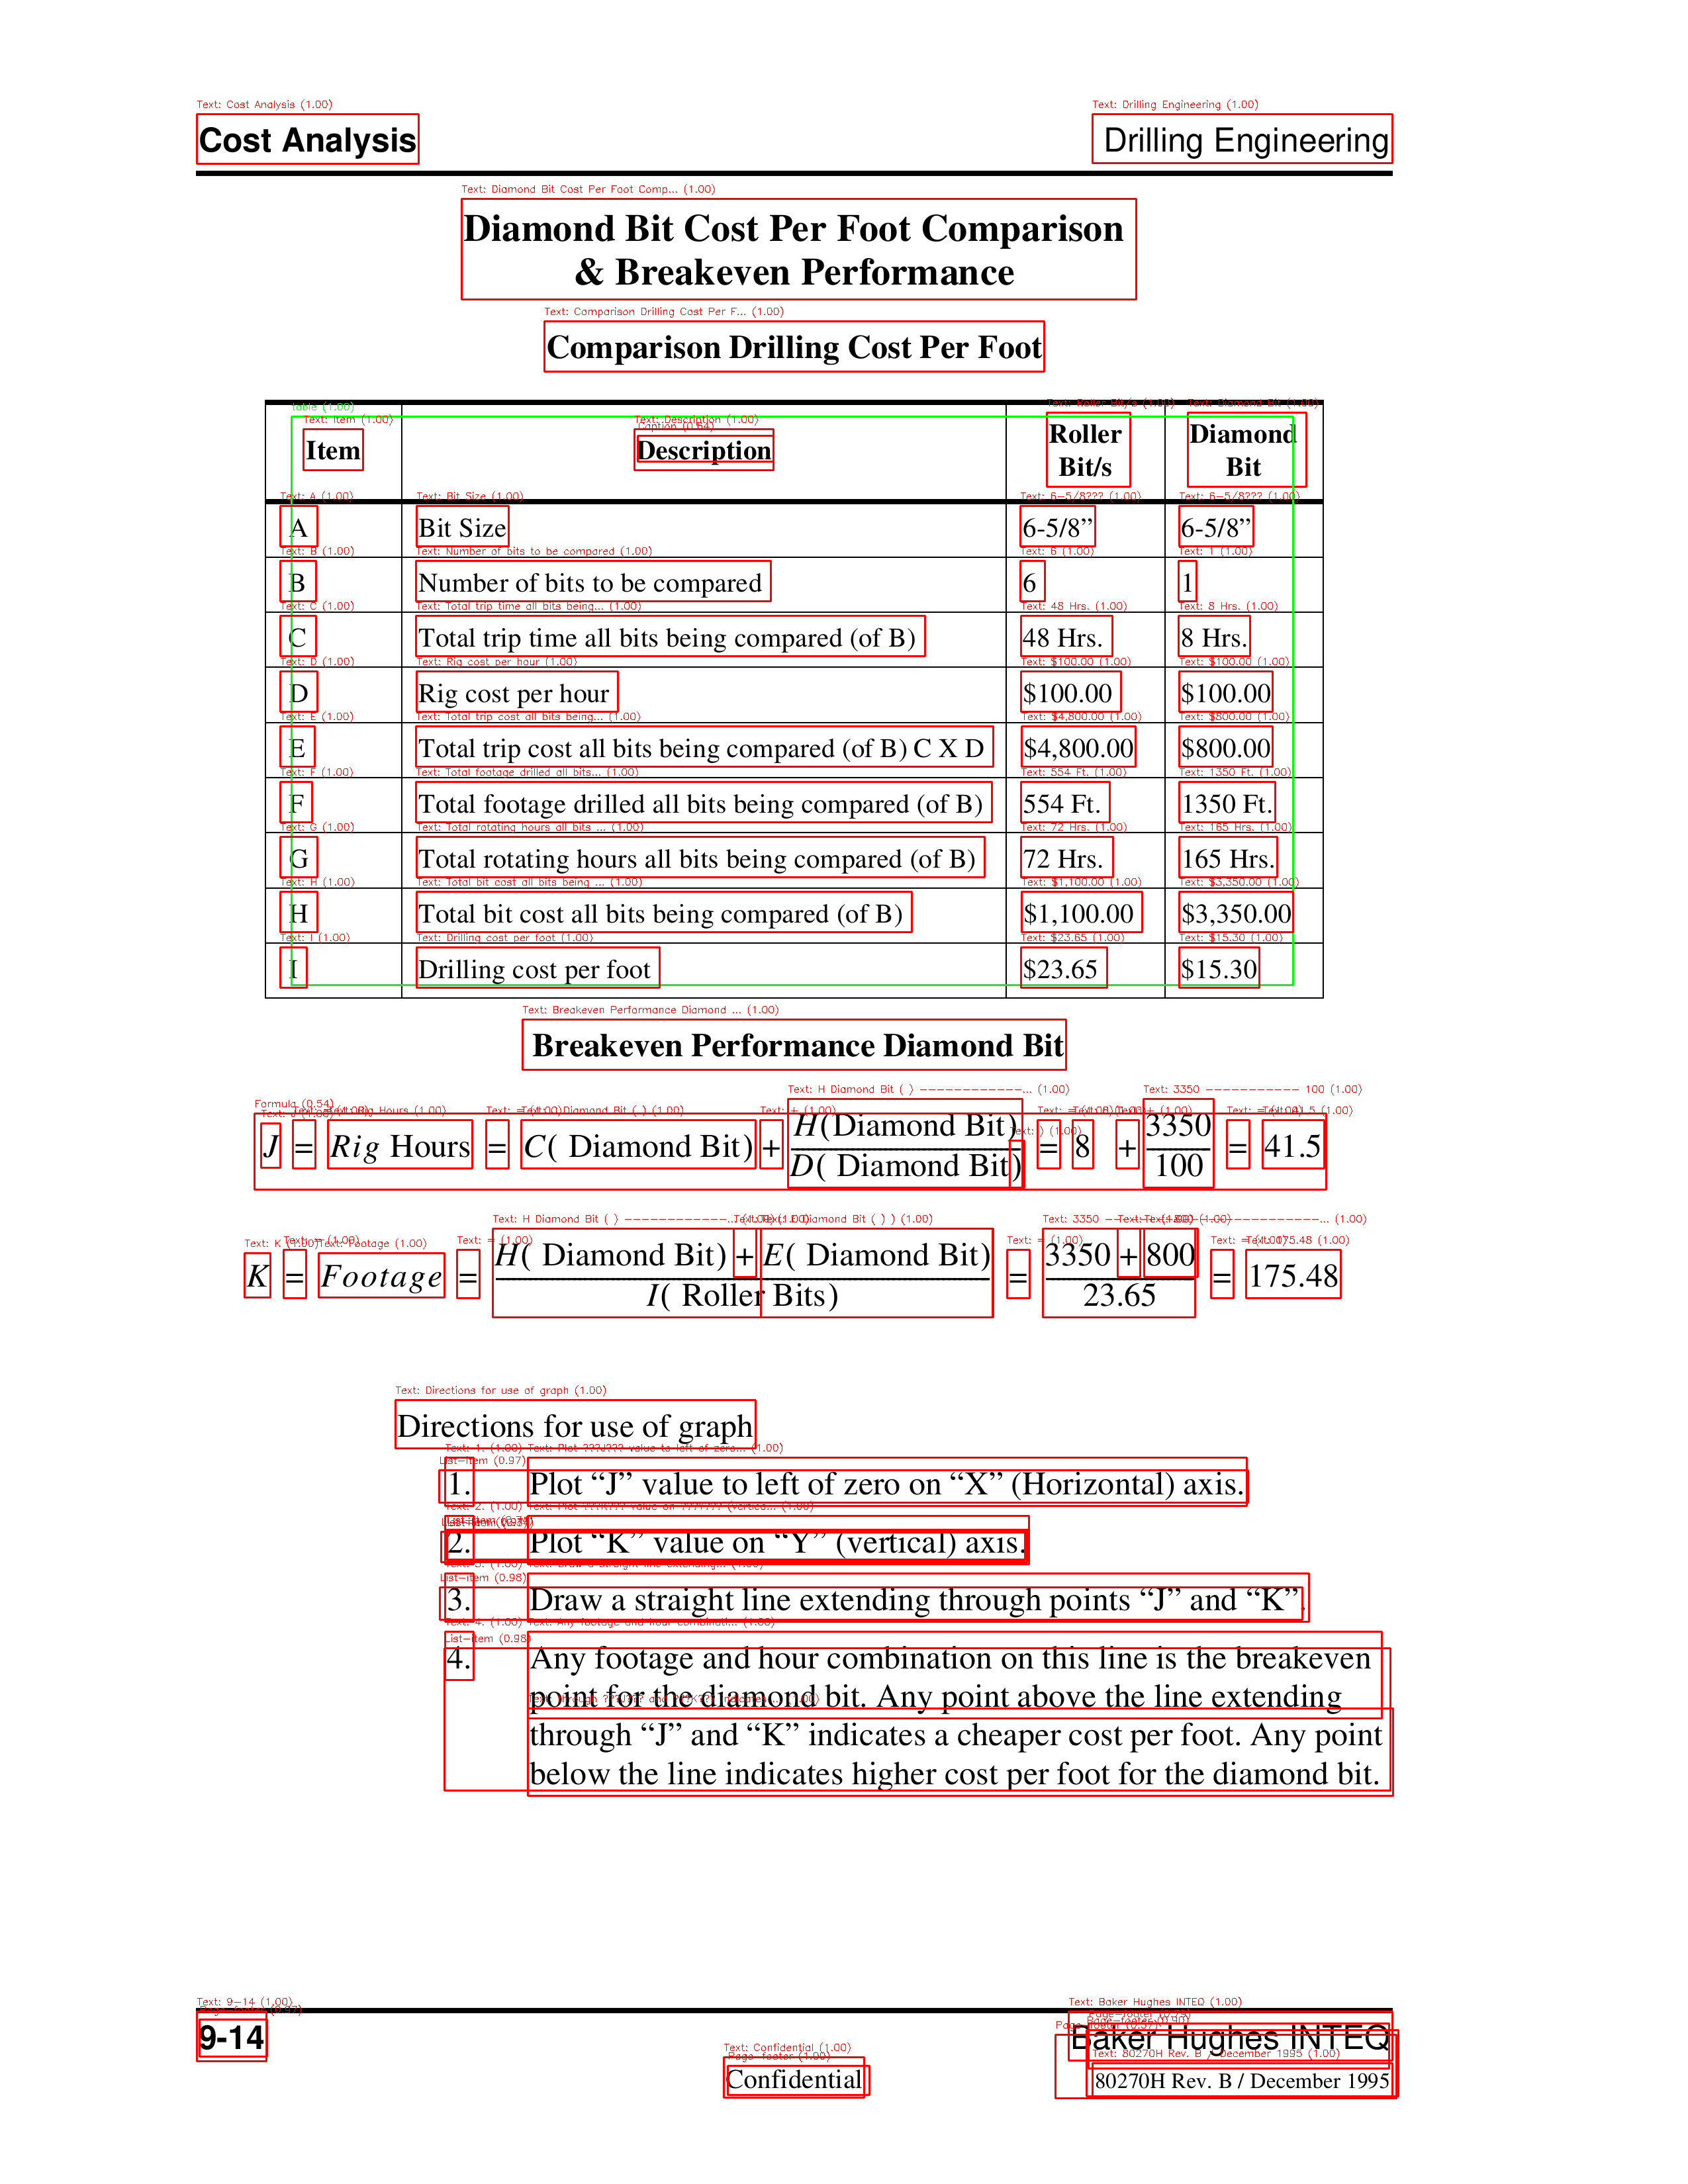 Cost Analysis Drilling Engineering
Diamond Bit Cost Per Foot Comparison
& Breakeven Performance
Comparison Drilling Cost Per Foot
Item Description Roller Bit/s Diamond Bit
A Bit Size 6-5/8” 6-5/8”
B Number of bits to be compared 6 1
C Total trip time all bits being compared (of B) 48 Hrs. 8 Hrs.
D Rig cost per hour $100.00 $100.00
E Total trip cost all bits being compared (of B) C X D $4,800.00 $800.00
F Total footage drilled all bits being compared (of B) 554 Ft. 1350 Ft.
G Total rotating hours all bits being compared (of B) 72 Hrs. 165 Hrs.
H Total bit cost all bits being compared (of B) $1,100.00 $3,350.00
I Drilling cost per foot $23.65 $15.30
Breakeven Performance Diamond Bit
J = Rig Hours = C( Diamond Bit) + H(Diamond Bit) / D( Diamond Bit) = 8 + 3350 / 100 = 41.5
K = Footage = H( Diamond Bit) + E( Diamond Bit) / I( Roller Bits) = 3350 + 800 / 23.65 = 175.48
Directions for use of graph
1. Plot “J” value to left of zero on “X” (Horizontal) axis.
2. Plot “K” value on “Y” (vertical) axis.
3. Draw a straight line extending through points “J” and “K”.
4. Any footage and hour combination on this line is the breakeven
point for the diamond bit. Any point above the line extending
through “J” and “K” indicates a cheaper cost per foot. Any point
below the line indicates higher cost per foot for the diamond bit.
9-14 Baker Hughes INTEQ
Confidential 80270H Rev. B / December 1995